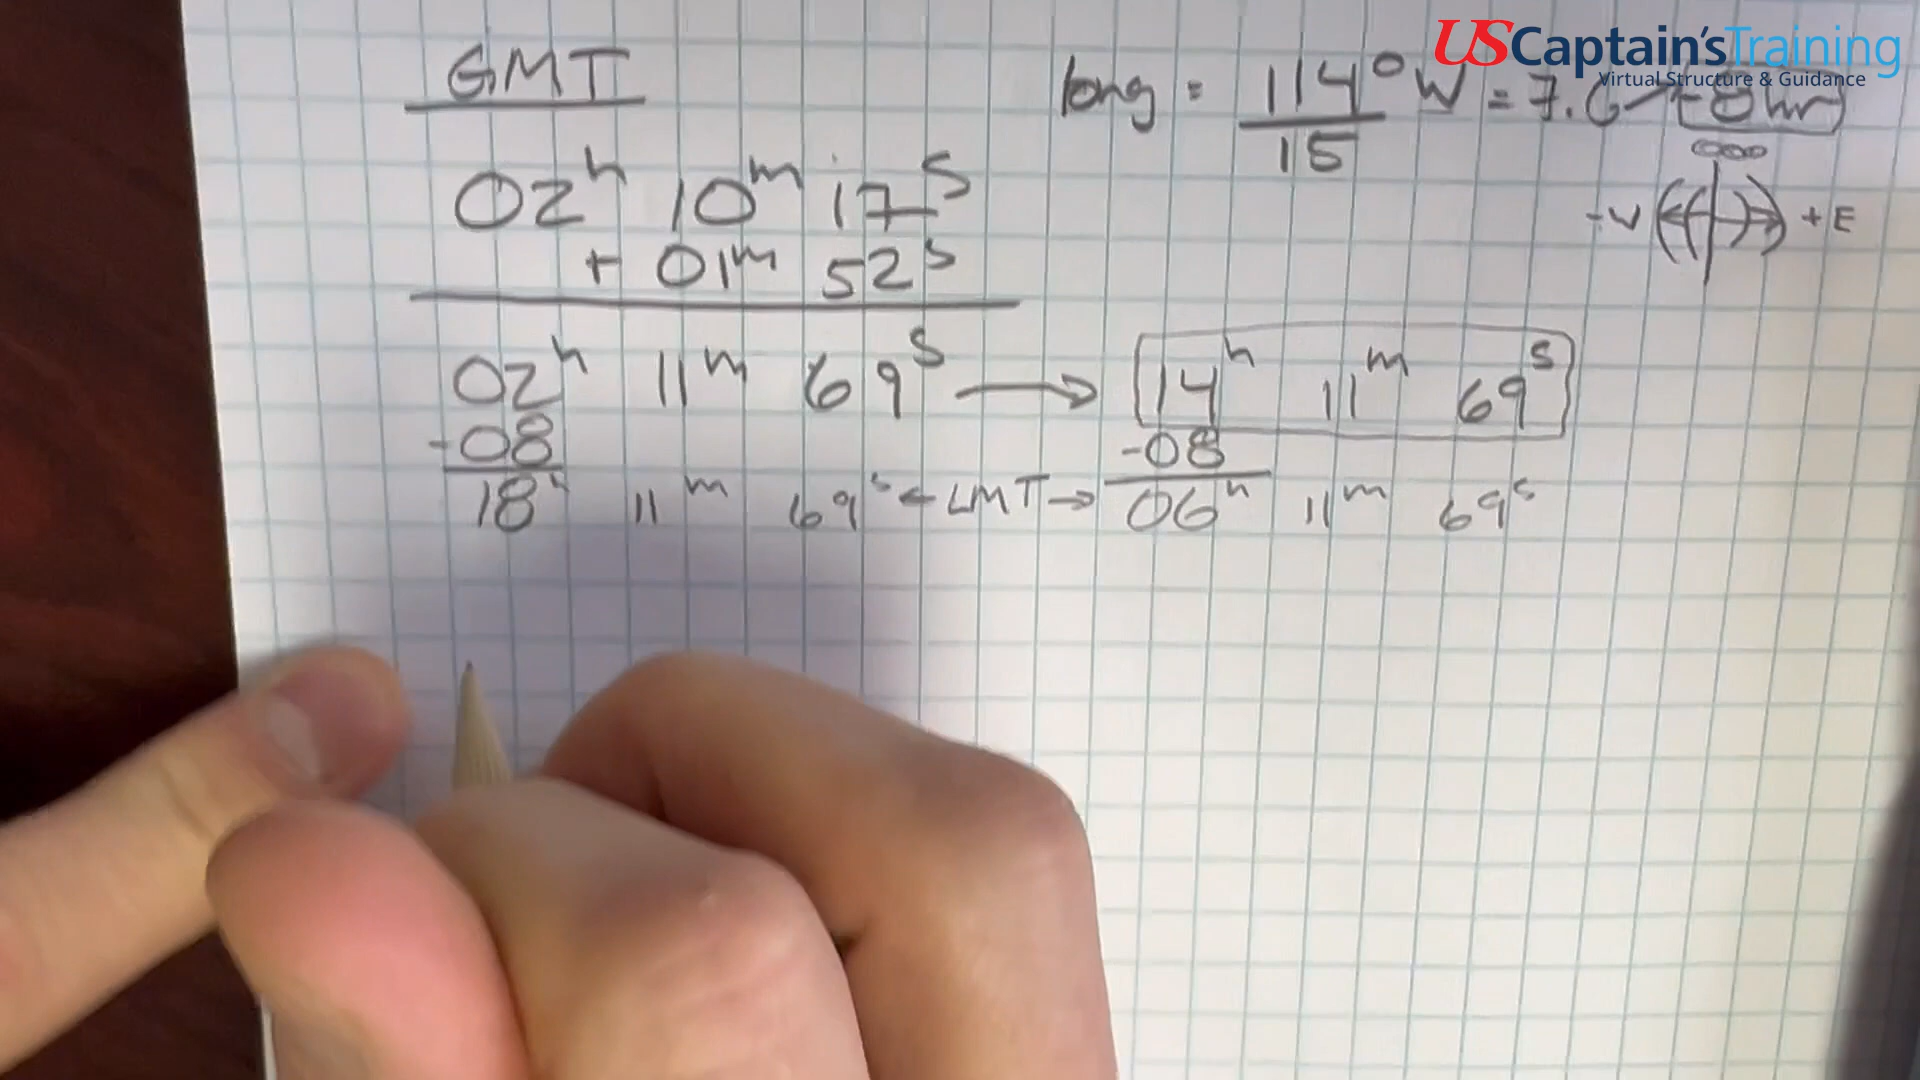 USCaptain'sTraining
Virtual Structure & Guidance
GMT
long = 114° W = 7.6 → -8 hr
15
-W +E
02h 10m 17s
+ 01m 52s
02h 11m 69s → 14h 11m 69s
-08 -08
18h 11m 69s ← LMT → 06h 11m 69s